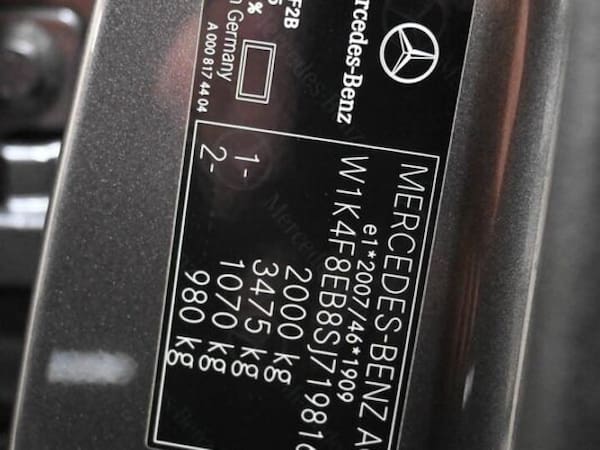 Mercedes-Benz
F2B
%
n Germany
A 000 817 44 04
MERCEDES-BENZ A
e1*2007/46*1909
W1K4F8EB8SJ71981
2000 kg
3475 kg
1- 1070 kg
2- 980 kg